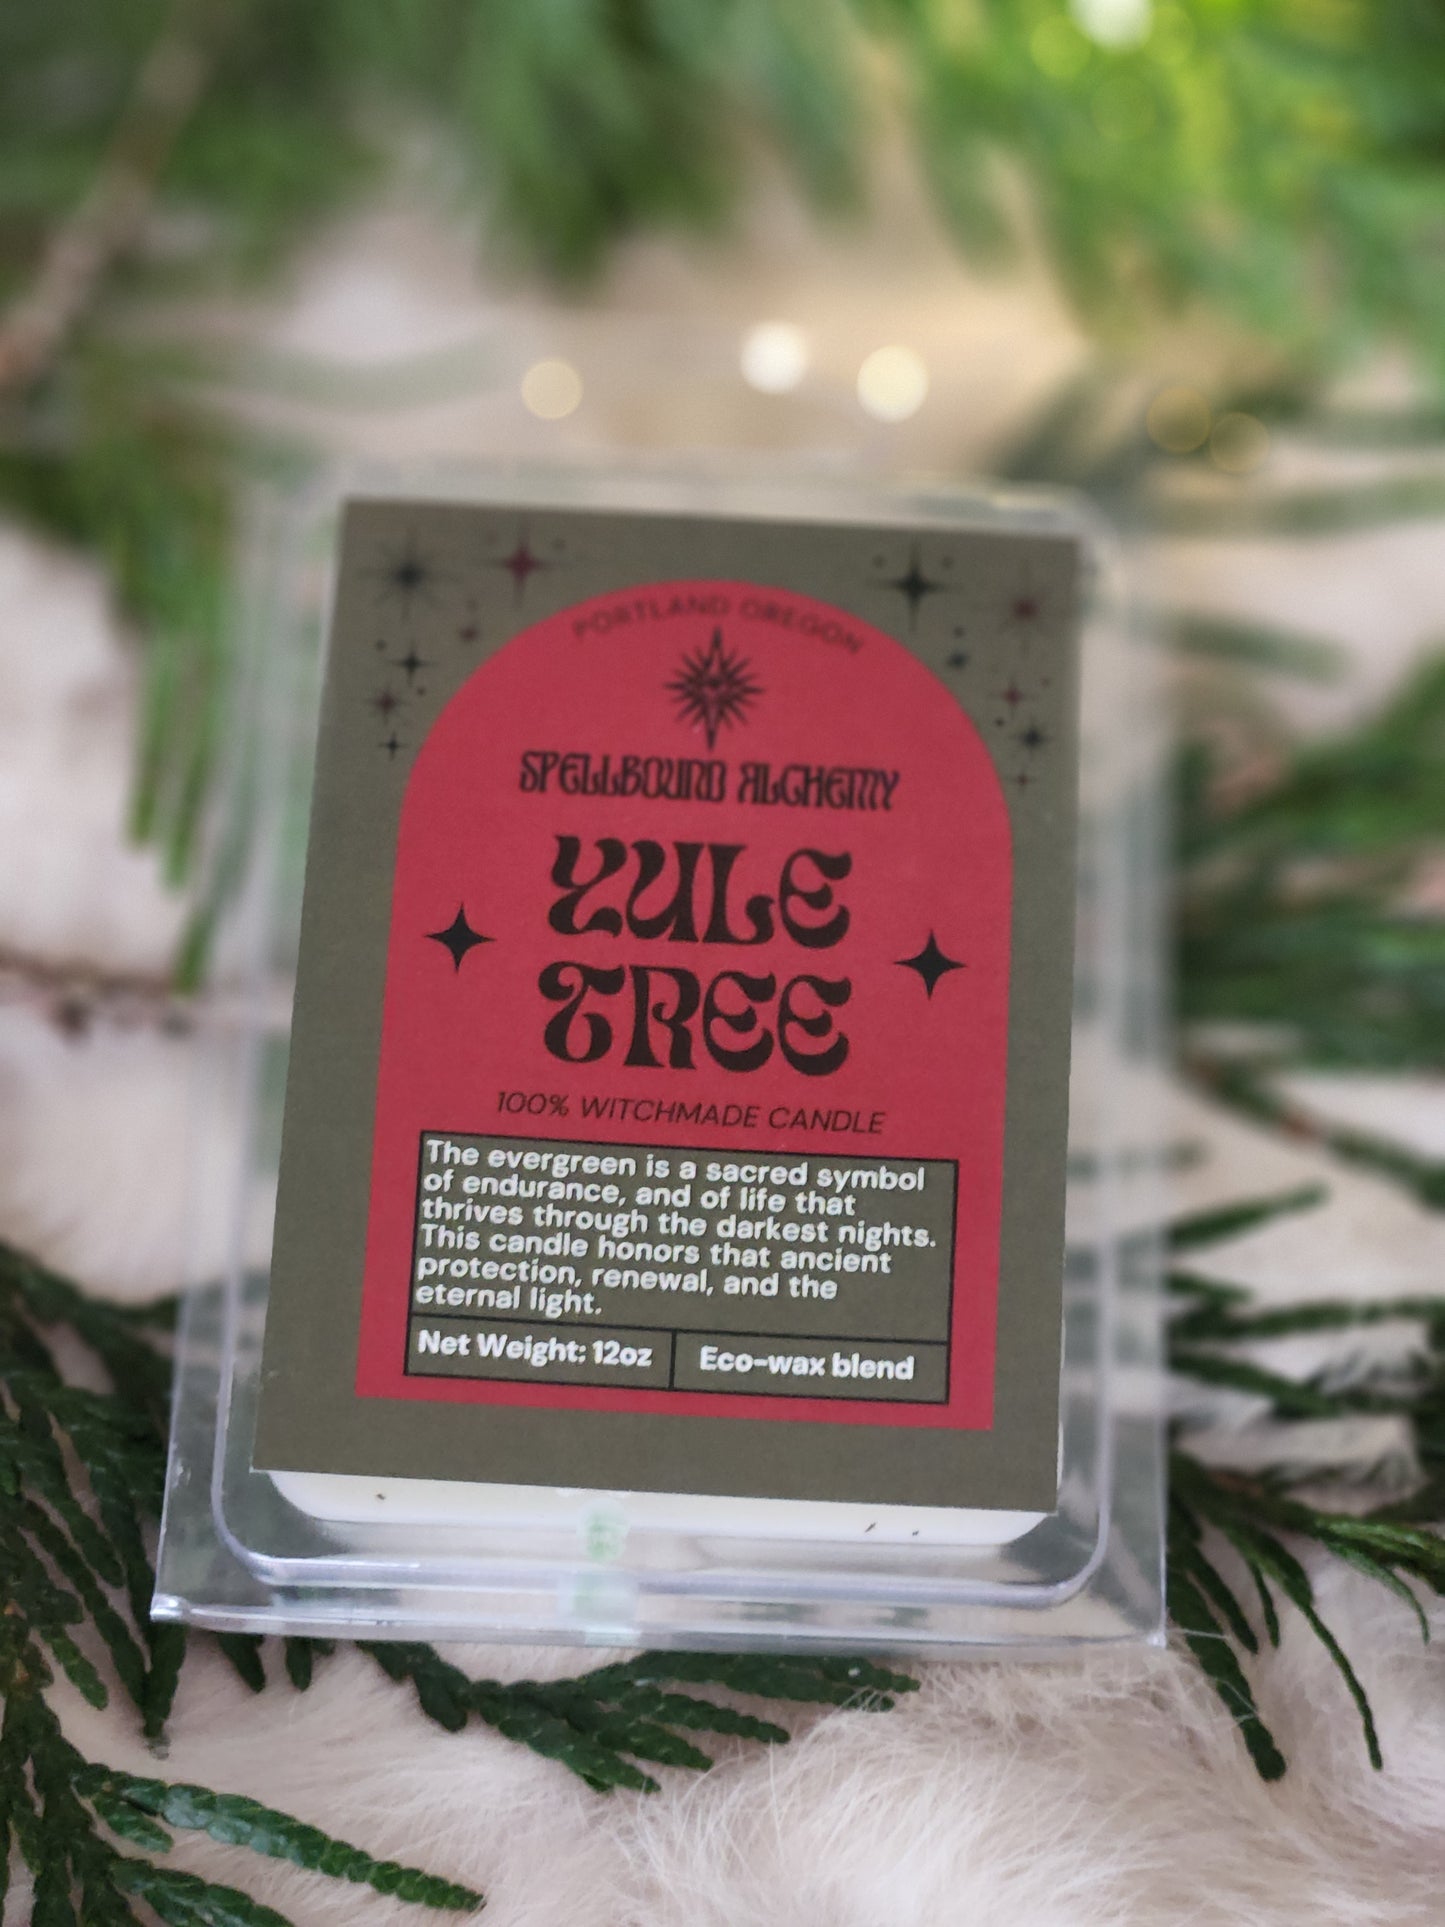 PORTLAND OREGON
SPELLBOUND ALCHEMY
YULE
TREE
100% WITCHMADE CANDLE
The evergreen is a sacred symbol
of endurance, and of life that
thrives through the darkest nights.
This candle honors that ancient
protection, renewal, and the
eternal light.
Net Weight: 12oz
Eco-wax blend